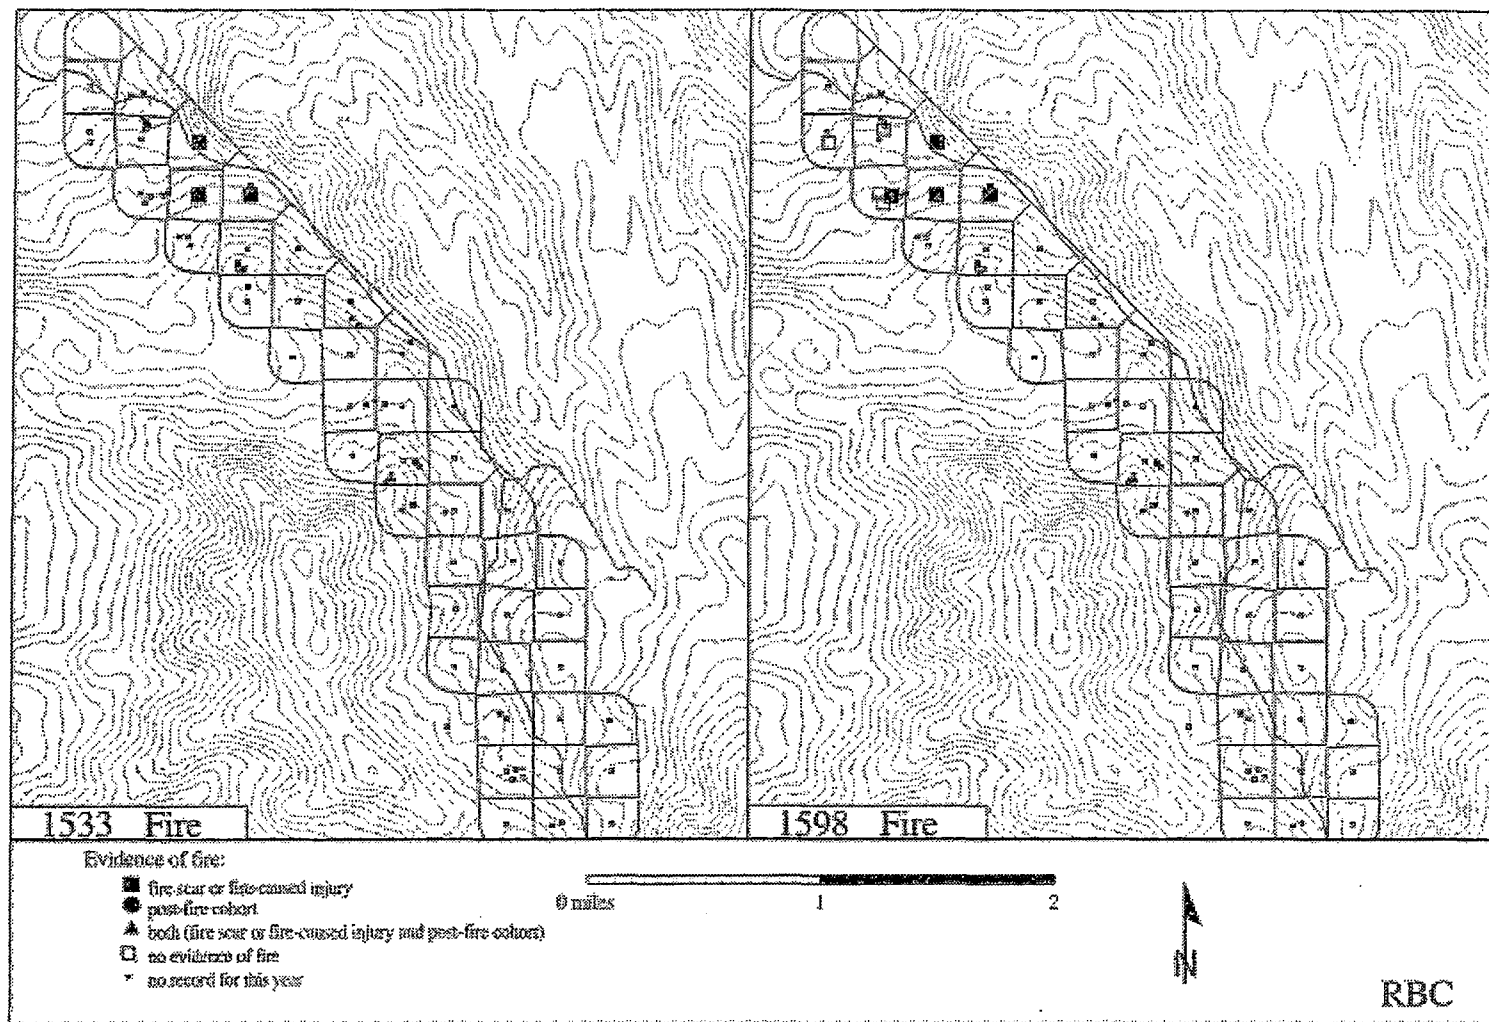 1533 Fire
1598 Fire
Evidence of fire:
fire-scar or fire-caused injury
post-fire cohort
both (fire scar or fire-caused injury and post-fire cohort)
no evidence of fire
no record for this year
0 miles 1 2
N
RBC